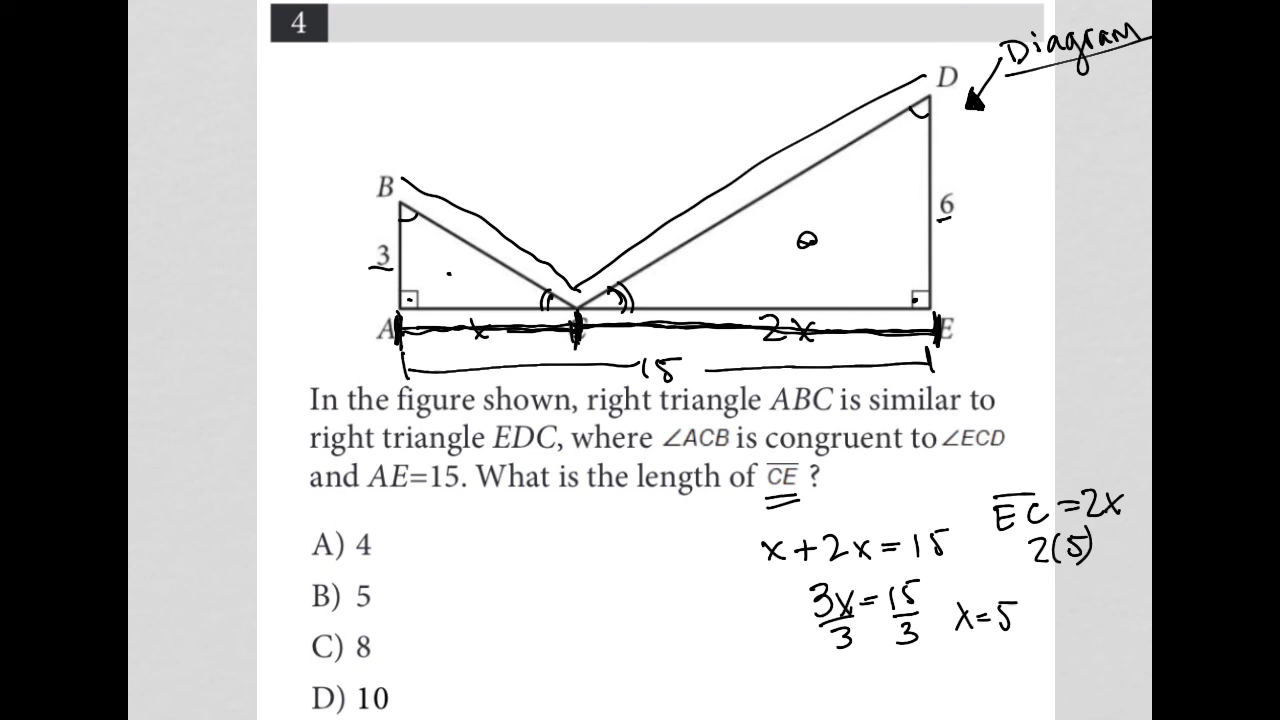 4
Diagram
D
B
6
3
A x 2x E
15
In the figure shown, right triangle ABC is similar to
right triangle EDC, where ∠ACB is congruent to ∠ECD
and AE=15. What is the length of CE ?
EC = 2x
x + 2x = 15
2(5)
A) 4
3x = 15
3 3
x = 5
B) 5
C) 8
D) 10